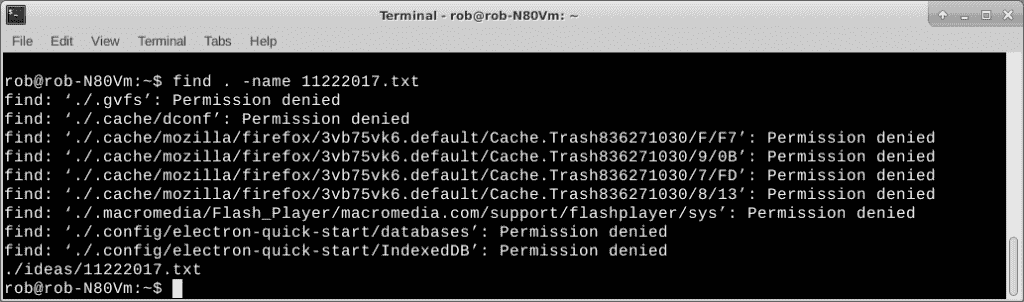 Terminal - rob@rob-N80Vm: ~
File Edit View Terminal Tabs Help
rob@rob-N80Vm:~$ find . -name 11222017.txt
find: ‘./.gvfs’: Permission denied
find: ‘./.cache/dconf’: Permission denied
find: ‘./.cache/mozilla/firefox/3vb75vk6.default/Cache.Trash836271030/F/F7’: Permission denied
find: ‘./.cache/mozilla/firefox/3vb75vk6.default/Cache.Trash836271030/9/0B’: Permission denied
find: ‘./.cache/mozilla/firefox/3vb75vk6.default/Cache.Trash836271030/7/FD’: Permission denied
find: ‘./.cache/mozilla/firefox/3vb75vk6.default/Cache.Trash836271030/8/13’: Permission denied
find: ‘./.macromedia/Flash_Player/macromedia.com/support/flashplayer/sys’: Permission denied
find: ‘./.config/electron-quick-start/databases’: Permission denied
find: ‘./.config/electron-quick-start/IndexedDB’: Permission denied
./ideas/11222017.txt
rob@rob-N80Vm:~$